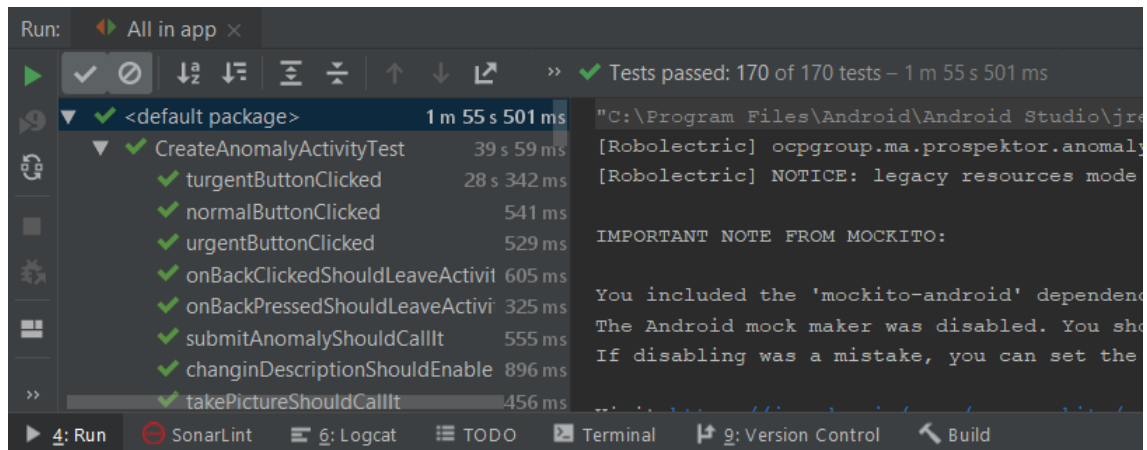 Run: All in app ×
Tests passed: 170 of 170 tests – 1 m 55 s 501 ms
<default package> 1 m 55 s 501 ms
CreateAnomalyActivityTest 39 s 59 ms
turgentButtonClicked 28 s 342 ms
normalButtonClicked 541 ms
urgentButtonClicked 529 ms
onBackClickedShouldLeaveActivit 605 ms
onBackPressedShouldLeaveActivi 325 ms
submitAnomalyShouldCallIt 555 ms
changinDescriptionShouldEnable 896 ms
takePictureShouldCallIt 456 ms
"C:\Program Files\Android\Android Studio\jre
[Robolectric] ocpgroup.ma.prospektor.anomaly
[Robolectric] NOTICE: legacy resources mode
IMPORTANT NOTE FROM MOCKITO:
You included the 'mockito-android' dependenc
The Android mock maker was disabled. You sho
If disabling was a mistake, you can set the
4: Run SonarLint 6: Logcat TODO Terminal 9: Version Control Build